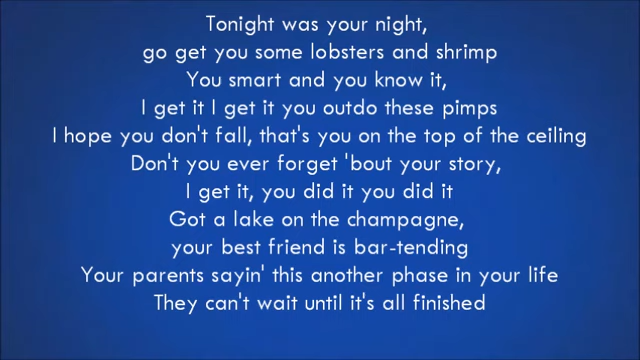 Tonight was your night,
go get you some lobsters and shrimp
You smart and you know it,
I get it I get it you outdo these pimps
I hope you don't fall, that's you on the top of the ceiling
Don't you ever forget 'bout your story,
I get it, you did it you did it
Got a lake on the champagne,
your best friend is bar-tending
Your parents sayin' this another phase in your life
They can't wait until it's all finished